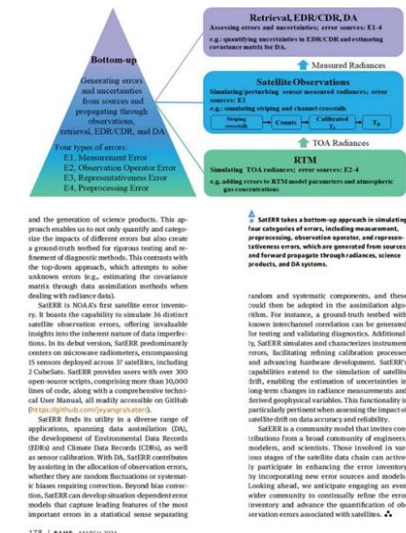 Bottom-up
Generating errors
and uncertainties
from sources and
propagating through
observations,
retrieval, EDR/CDR, and DA
Four types of errors:
E1, Measurement Error
E2, Observation Operator Error
E3, Representativeness Error
E4, Preprocessing Error
Retrieval, EDR/CDR, DA
Assessing errors and uncertainties; error sources: E1-4
e.g.: quantifying uncertainties in EDR/CDR and estimating
covariance matrix for DA.
Measured Radiances
Satellite Observations
Simulating/perturbing sensor measured radiances; error
sources: E1
e.g.: simulating striping and channel crosstalk
Striping
crosstalk
Counts
Calibrated
TOA Radiances
RTM
Simulating TOA radiances; error sources: E2-4
e.g. adding errors to RTM model parameters and atmospheric
gas concentrations
and the generation of science products. This ap-
proach enables us to not only quantify and catego-
rize the impacts of different errors but also create
a ground-truth testbed for rigorous testing and re-
finement of diagnostic methods. This contrasts with
the top-down approach, which attempts to solve
unknown errors (e.g., estimating the covariance
matrix through data assimilation methods when
dealing with radiance data).
SatERR is NOAA's first satellite error invento-
ry. It boasts the capability to simulate 36 distinct
satellite observation errors, offering invaluable
insights into the inherent nature of data imperfec-
tions. In its debut version, SatERR predominantly
centers on microwave radiometers, encompassing
15 sensors deployed across 37 satellites, including
2 CubeSats. SatERR provides users with over 300
open-source scripts, comprising more than 30,000
lines of code, along with a comprehensive techni-
cal User Manual, all readily accessible on GitHub
(https://github.com/pyangnrs/saterr).
SatERR finds its utility in a diverse range of
applications, spanning data assimilation (DA),
the development of Environmental Data Records
(EDRs) and Climate Data Records (CDRs), as well
as sensor calibration. With DA, SatERR contributes
by assisting in the allocation of observation errors,
whether they are random fluctuations or systemat-
ic biases requiring correction. Beyond bias correc-
tion, SatERR can develop situation-dependent error
models that capture leading features of the most
important errors in a statistical sense separating
SatERR takes a bottom-up approach in simulating
four categories of errors, including measurement,
preprocessing, observation operator, and represen-
tativeness errors, which are generated from sources
and forward propagate through radiances, science
products, and DA systems.
random and systematic components, and these
could then be adopted in the assimilation algo-
rithm. For instance, a ground-truth testbed with
known interchannel correlation can be generated
for testing and validating diagnostics. Additional-
ly, SatERR simulates and characterizes instrument
errors, facilitating refining calibration processes
and advancing hardware development. SatERR's
capabilities extend to the simulation of satellite
drift, enabling the estimation of uncertainties in
long-term changes in radiance measurements and
derived geophysical variables. This functionality is
particularly pertinent when assessing the impact of
satellite drift on data accuracy and reliability.
SatERR is a community model that invites con-
tributions from a broad community of engineers,
modelers, and scientists. Those involved in var-
ious stages of the satellite data chain can active-
ly participate in enhancing the error inventory
by incorporating new error sources and models.
Looking ahead, we anticipate engaging an even
wider community to continually refine the error
inventory and advance the quantification of ob-
servation errors associated with satellites.